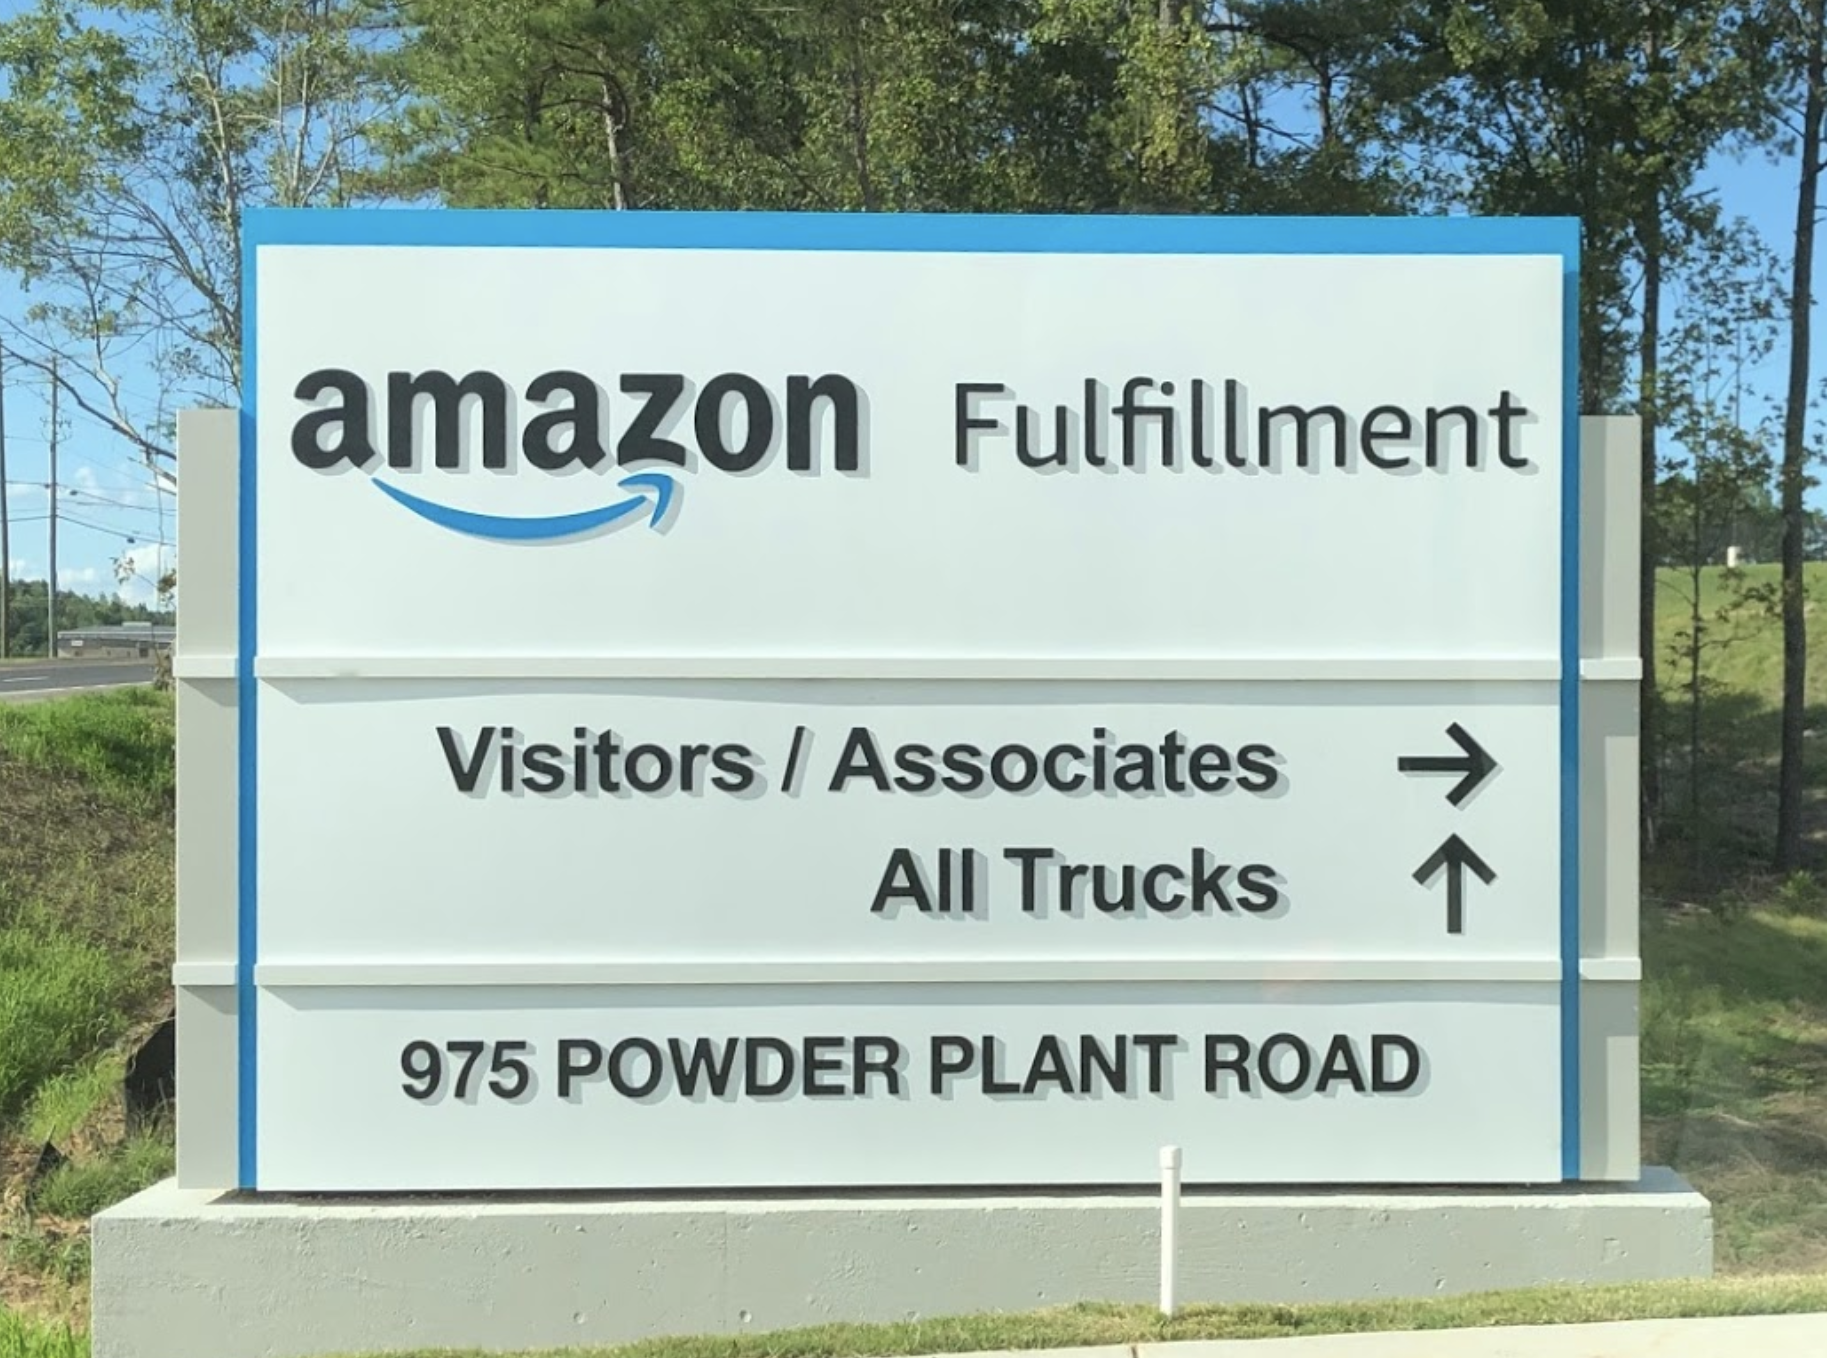 amazon Fulfillment
Visitors / Associates →
All Trucks ↑
975 POWDER PLANT ROAD